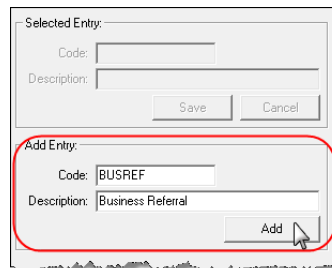 Selected Entry:
Code:
Description:
Save Cancel
Add Entry:
Code: BUSREF
Description: Business Referral
Add